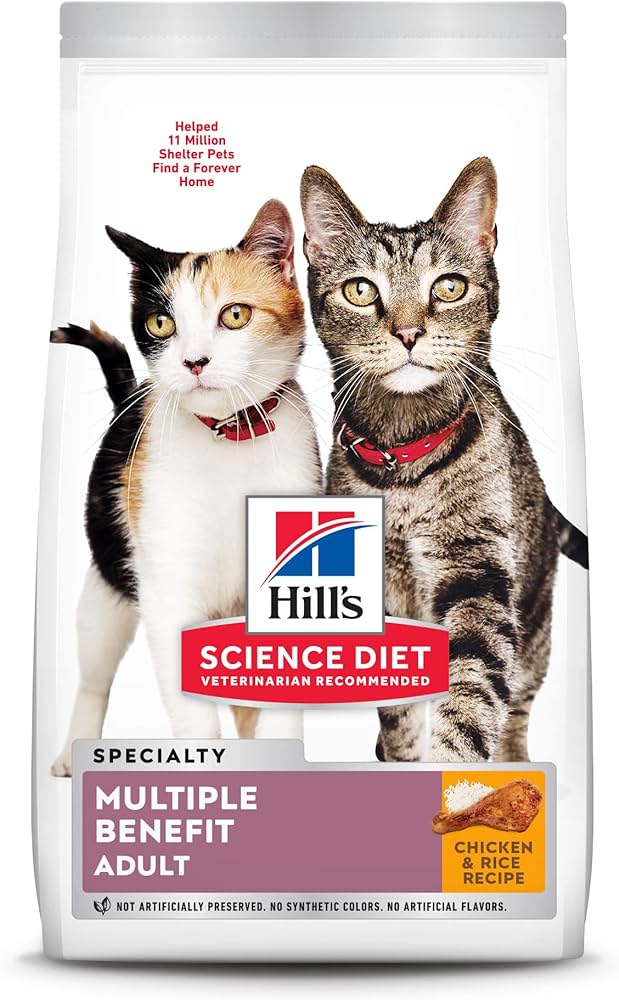 Helped
11 Million
Shelter Pets
Find a Forever
Home
Hill's
SCIENCE DIET
VETERINARIAN RECOMMENDED
SPECIALTY
MULTIPLE
BENEFIT
ADULT
CHICKEN
& RICE
RECIPE
NOT ARTIFICIALLY PRESERVED. NO SYNTHETIC COLORS. NO ARTIFICIAL FLAVORS.